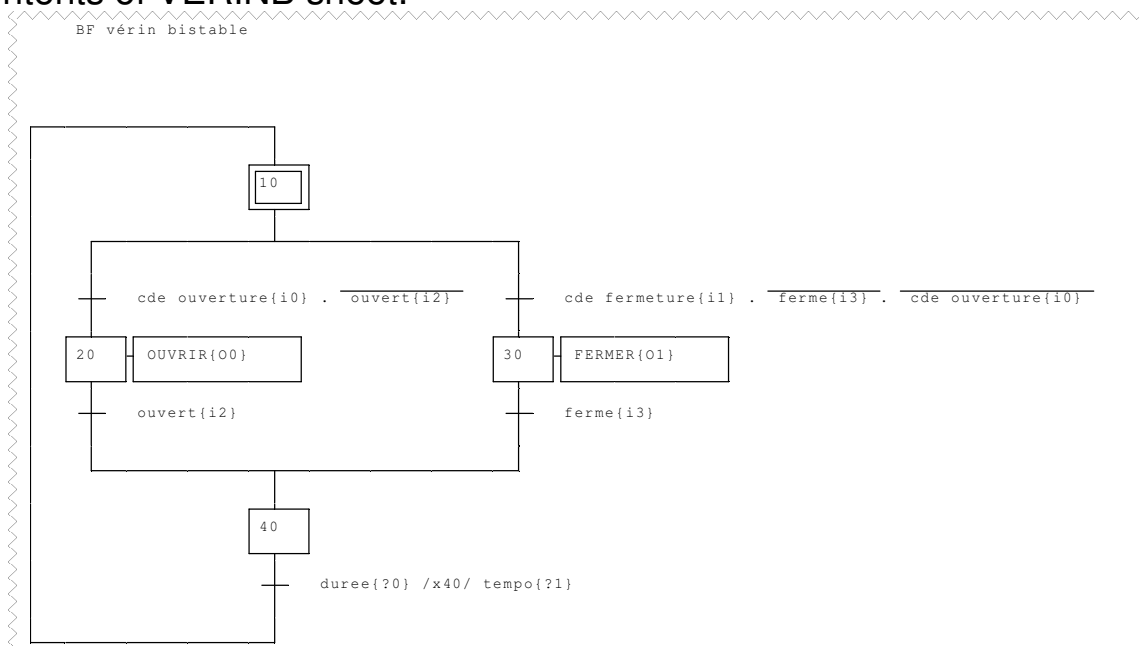 ntents of VERIND sheet:
BF vérin bistable
10
cde ouverture{i0} . ouvert{i2}
cde fermeture{i1} . ferme{i3} . cde ouverture{i0}
20
OUVRIR{O0}
30
FERMER{O1}
ouvert{i2}
ferme{i3}
40
duree{?0} /x40/ tempo{?1}